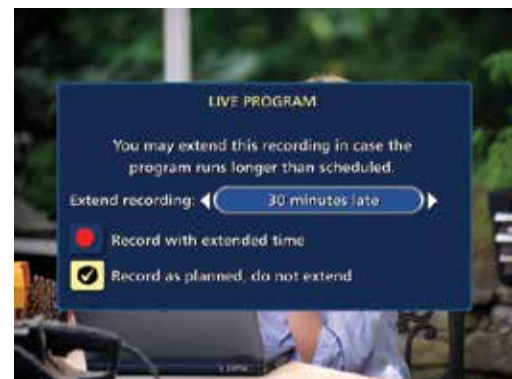 LIVE PROGRAM
You may extend this recording in case the
program runs longer than scheduled.
Extend recording: 30 minutes late
Record with extended time
Record as planned, do not extend